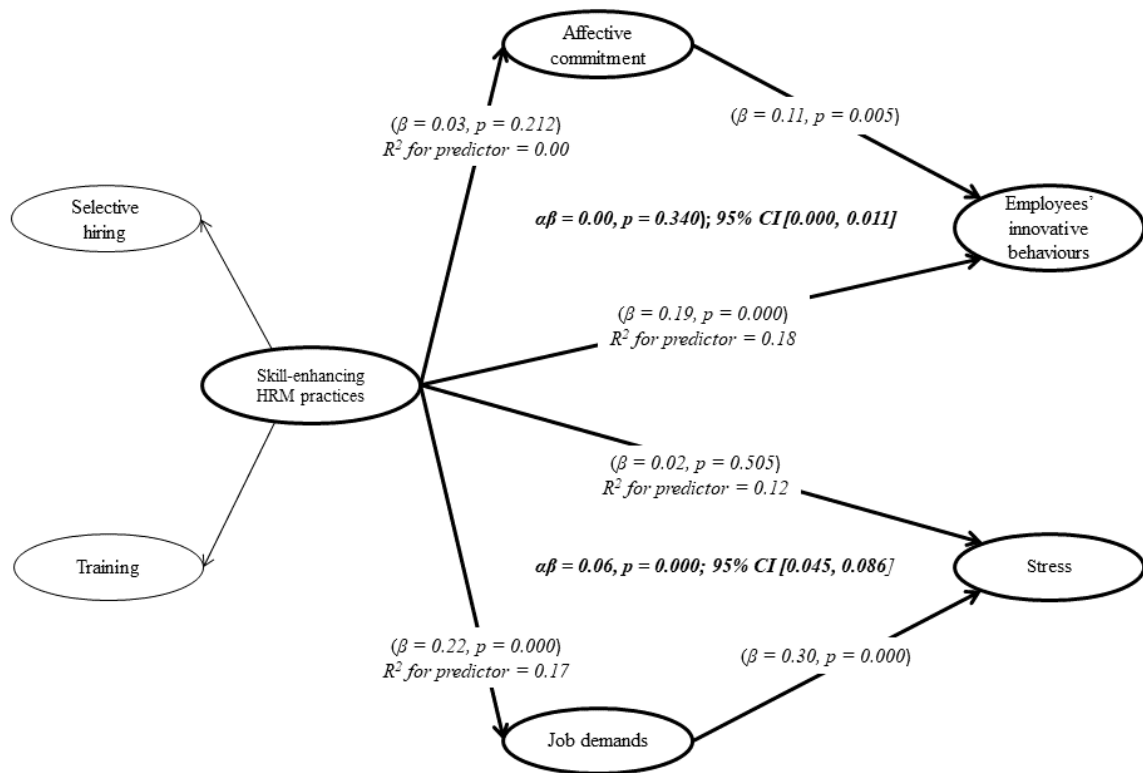 Affective
commitment
(β = 0.03, p = 0.212)
R² for predictor = 0.00
(β = 0.11, p = 0.005)
Selective
hiring
Employees’
innovative
behaviours
αβ = 0.00, p = 0.340); 95% CI [0.000, 0.011]
(β = 0.19, p = 0.000)
R² for predictor = 0.18
Skill-enhancing
HRM practices
(β = 0.02, p = 0.505)
R² for predictor = 0.12
Training
αβ = 0.06, p = 0.000; 95% CI [0.045, 0.086]
Stress
(β = 0.22, p = 0.000)
R² for predictor = 0.17
(β = 0.30, p = 0.000)
Job demands